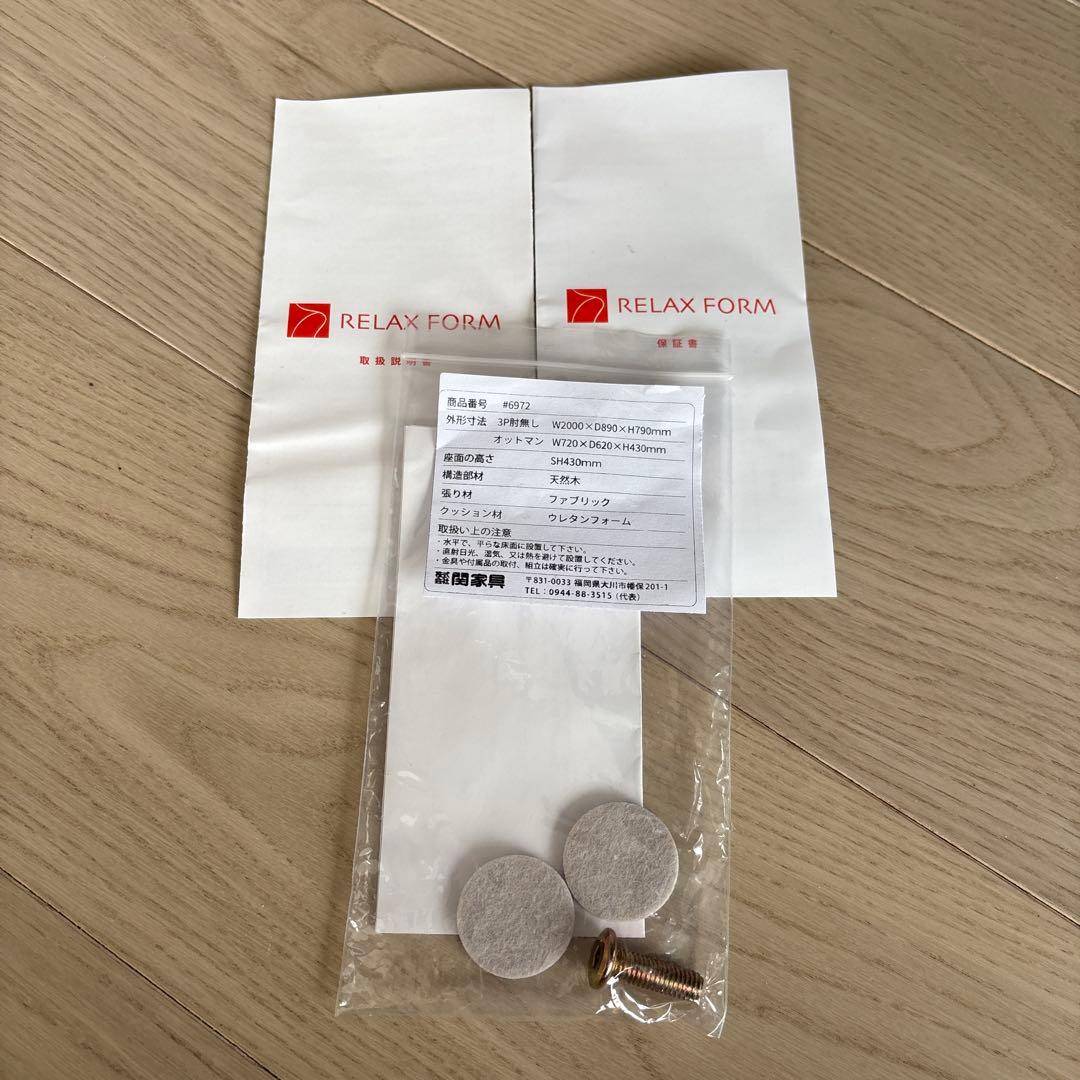 RELAX FORM
取扱説明書
RELAX FORM
保証書
商品番号 #6972
外形寸法 3P肘無し W2000×D890×H790mm
オットマン W720×D620×H430mm
座面の高さ SH430mm
構造部材 天然木
張り材 ファブリック
クッション材 ウレタンフォーム
取扱い上の注意
・水平で、平らな床面に設置して下さい。
・直射日光、湿気、又は熱を避けて設置してください。
・金具や付属品の取付、組立は確実に行って下さい。
株式会社 関家具 〒831-0033 福岡県大川市幡保201-1
TEL：0944-88-3515（代表）